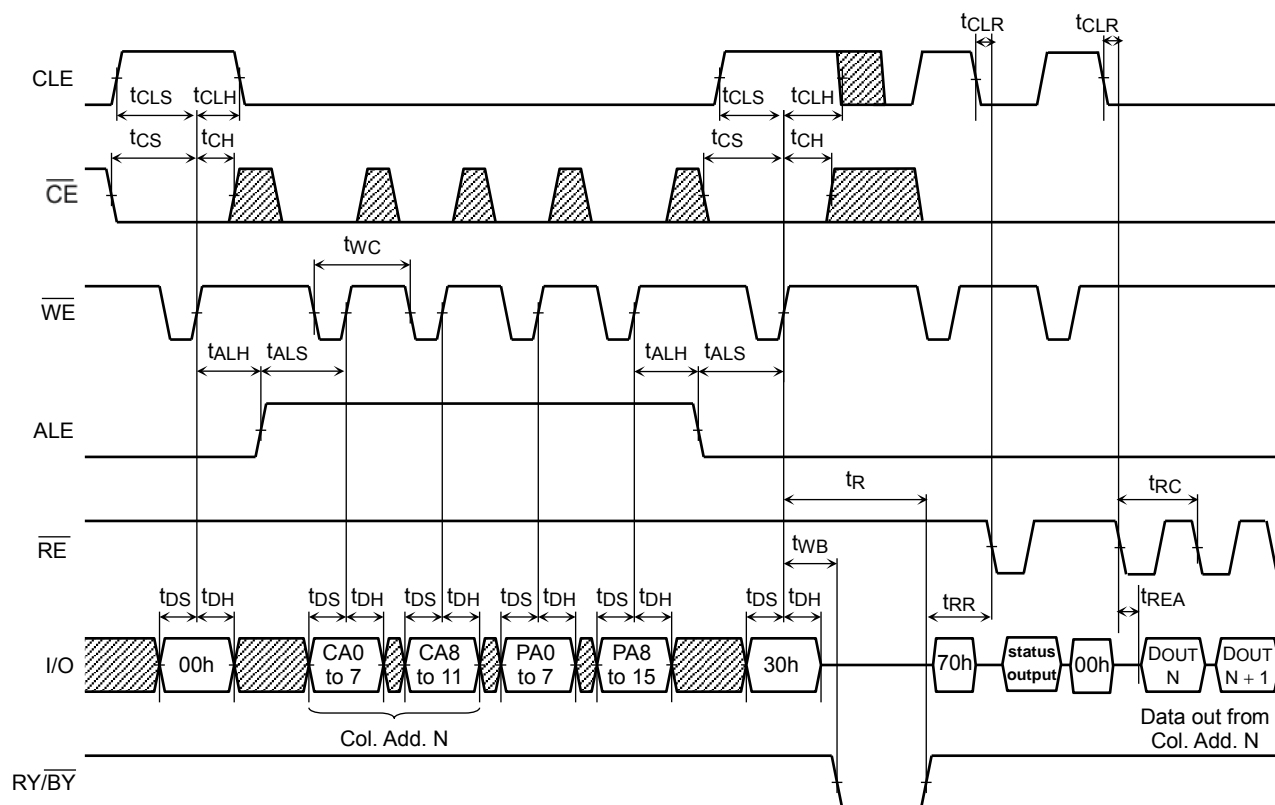 tCLR tCLR
CLE
tCLS tCLH tCLS tCLH
tCS tCH tCS tCH
CE
tWC
WE
tALH tALS tALH tALS
ALE
tR tRC
RE
tWB
tDS tDH tDS tDH tDS tDH tDS tDH tDS tDH tDS tDH tRR tREA
I/O
00h
CA0
to 7
CA8
to 11
PA0
to 7
PA8
to 15
30h
70h
status
output
00h
DOUT
N
DOUT
N + 1
Col. Add. N
Data out from
Col. Add. N
RY/BY